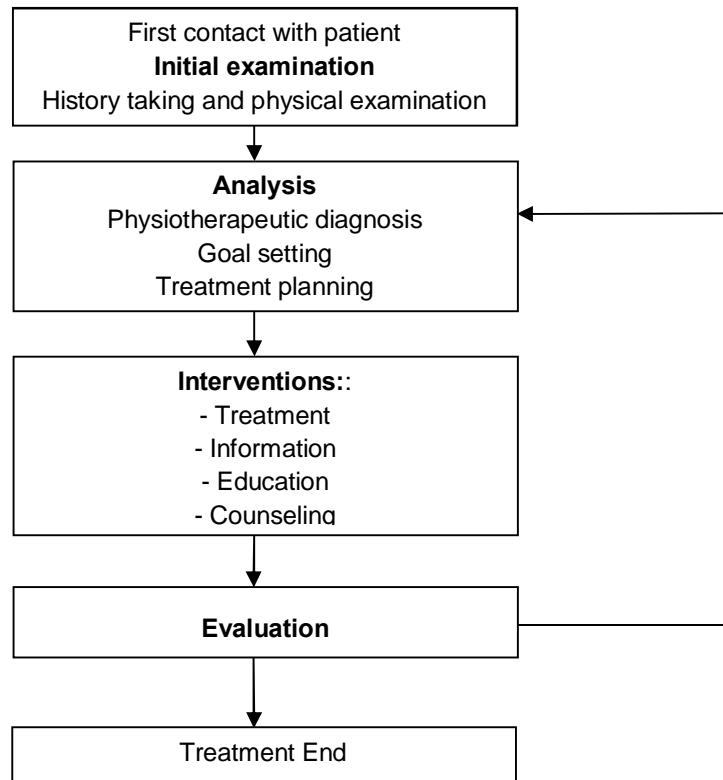 First contact with patient
Initial examination
History taking and physical examination
Analysis
Physiotherapeutic diagnosis
Goal setting
Treatment planning
Interventions::
- Treatment
- Information
- Education
- Counseling
Evaluation
Treatment End